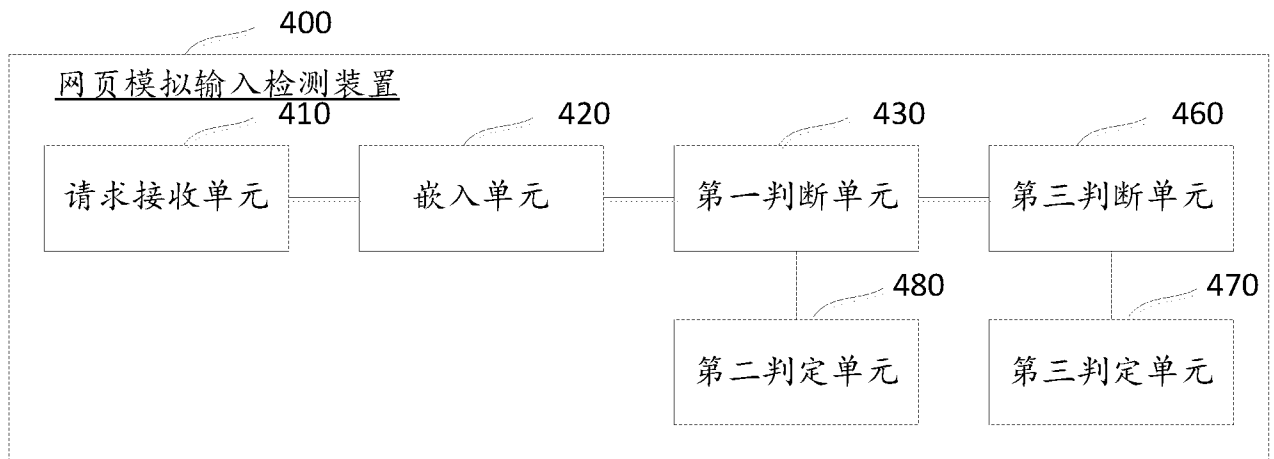 400
网页模拟输入检测装置
410
420
430
460
请求接收单元
嵌入单元
第一判断单元
第三判断单元
480
470
第二判定单元
第三判定单元